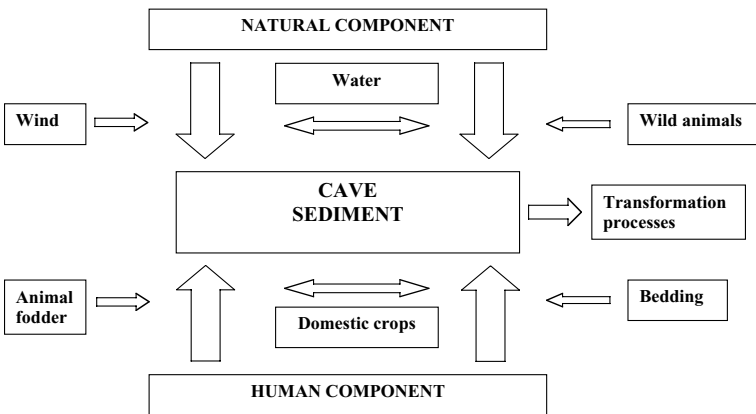 NATURAL COMPONENT
Water
Wind
Wild animals
CAVE
SEDIMENT
Transformation
processes
Animal
fodder
Domestic crops
Bedding
HUMAN COMPONENT